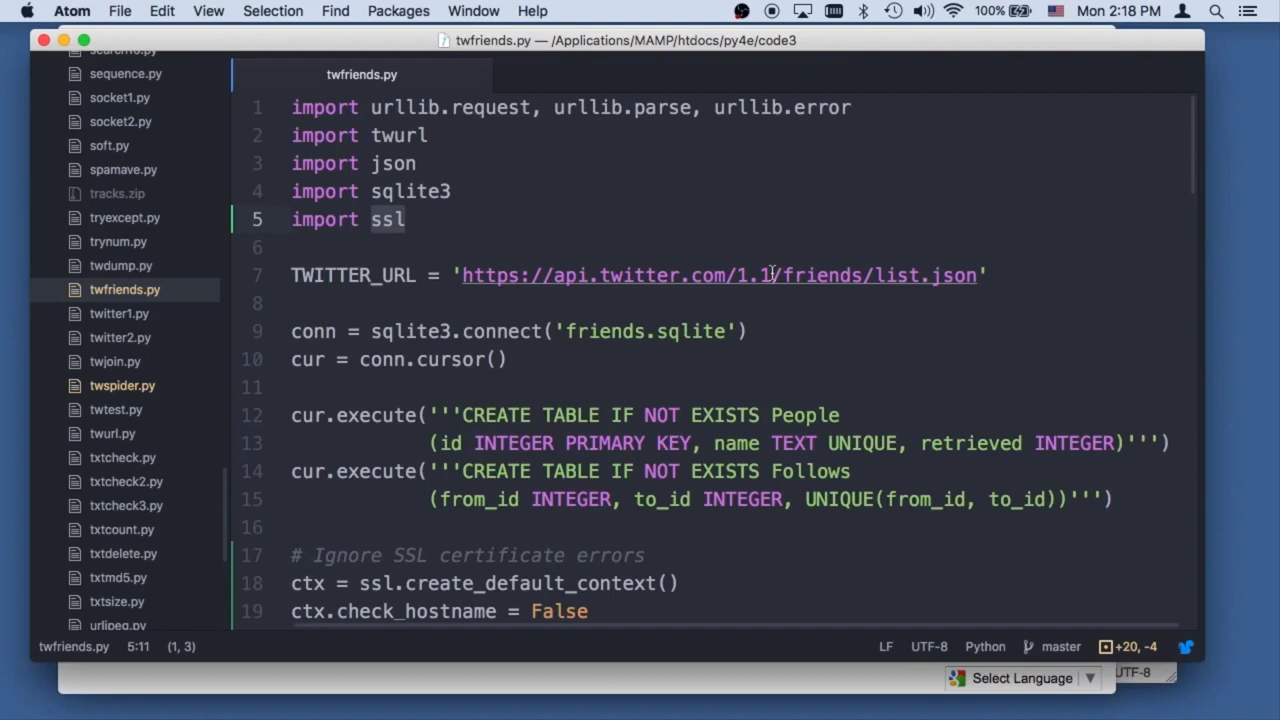 Atom File Edit View Selection Find Packages Window Help 100% Mon 2:18 PM
twfriends.py — /Applications/MAMP/htdocs/py4e/code3
sequence.py
socket1.py
socket2.py
soft.py
spamave.py
tracks.zip
tryexcept.py
trynum.py
twdump.py
twfriends.py
twitter1.py
twitter2.py
twjoin.py
twspider.py
twtest.py
twurl.py
txtcheck.py
txtcheck2.py
txtcheck3.py
txtcount.py
txtdelete.py
txtmd5.py
txtsize.py
twfriends.py
1 import urllib.request, urllib.parse, urllib.error
2 import twurl
3 import json
4 import sqlite3
5 import ssl
6
7 TWITTER_URL = 'https://api.twitter.com/1.1/friends/list.json'
8
9 conn = sqlite3.connect('friends.sqlite')
10 cur = conn.cursor()
11
12 cur.execute('''CREATE TABLE IF NOT EXISTS People
13 (id INTEGER PRIMARY KEY, name TEXT UNIQUE, retrieved INTEGER)''')
14 cur.execute('''CREATE TABLE IF NOT EXISTS Follows
15 (from_id INTEGER, to_id INTEGER, UNIQUE(from_id, to_id))''')
16
17 # Ignore SSL certificate errors
18 ctx = ssl.create_default_context()
19 ctx.check_hostname = False
twfriends.py 5:11 (1, 3) LF UTF-8 Python master +20, -4
Select Language ▼ UTF-8